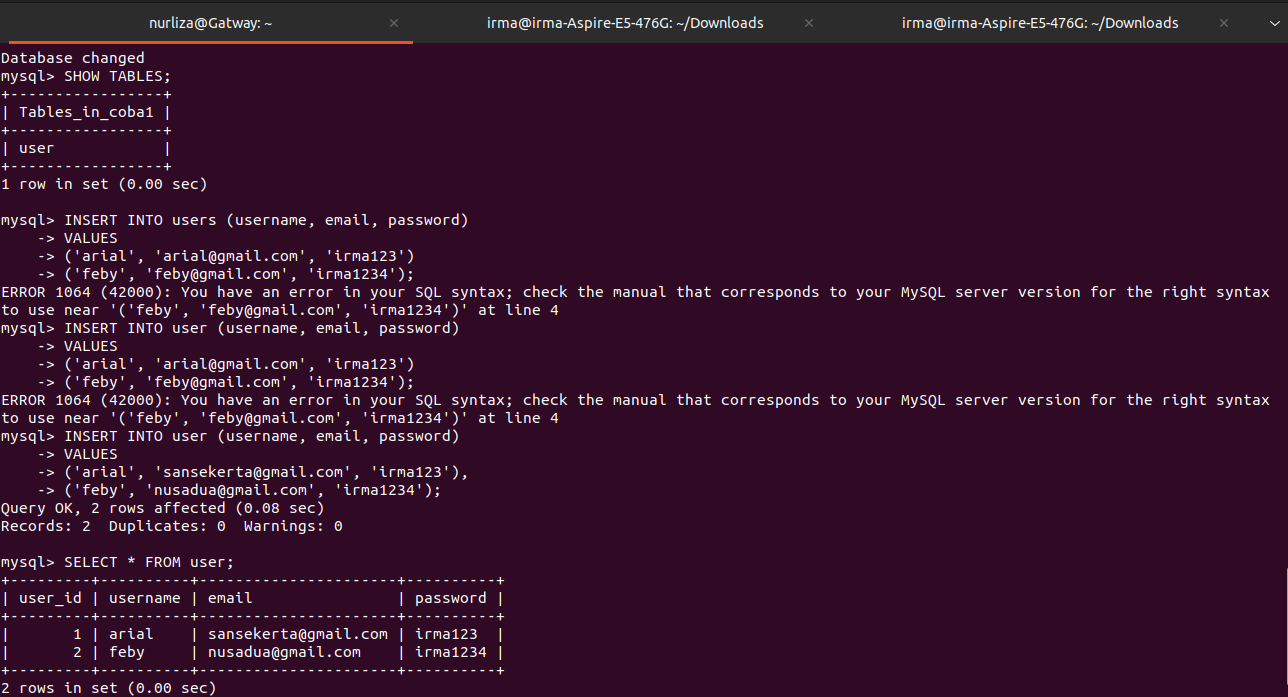 nurliza@Gatway: ~ × irma@irma-Aspire-E5-476G: ~/Downloads × irma@irma-Aspire-E5-476G: ~/Downloads ×
Database changed
mysql> SHOW TABLES;
+-----------------+
| Tables_in_coba1 |
+-----------------+
| user            |
+-----------------+
1 row in set (0.00 sec)

mysql> INSERT INTO users (username, email, password)
    -> VALUES
    -> ('arial', 'arial@gmail.com', 'irma123')
    -> ('feby', 'feby@gmail.com', 'irma1234');
ERROR 1064 (42000): You have an error in your SQL syntax; check the manual that corresponds to your MySQL server version for the right syntax
to use near '('feby', 'feby@gmail.com', 'irma1234')' at line 4
mysql> INSERT INTO user (username, email, password)
    -> VALUES
    -> ('arial', 'arial@gmail.com', 'irma123')
    -> ('feby', 'feby@gmail.com', 'irma1234');
ERROR 1064 (42000): You have an error in your SQL syntax; check the manual that corresponds to your MySQL server version for the right syntax
to use near '('feby', 'feby@gmail.com', 'irma1234')' at line 4
mysql> INSERT INTO user (username, email, password)
    -> VALUES
    -> ('arial', 'sansekerta@gmail.com', 'irma123'),
    -> ('feby', 'nusadua@gmail.com', 'irma1234');
Query OK, 2 rows affected (0.08 sec)
Records: 2  Duplicates: 0  Warnings: 0

mysql> SELECT * FROM user;
+---------+----------+----------------------+----------+
| user_id | username | email                | password |
+---------+----------+----------------------+----------+
|       1 | arial    | sansekerta@gmail.com | irma123  |
|       2 | feby     | nusadua@gmail.com    | irma1234 |
+---------+----------+----------------------+----------+
2 rows in set (0.00 sec)